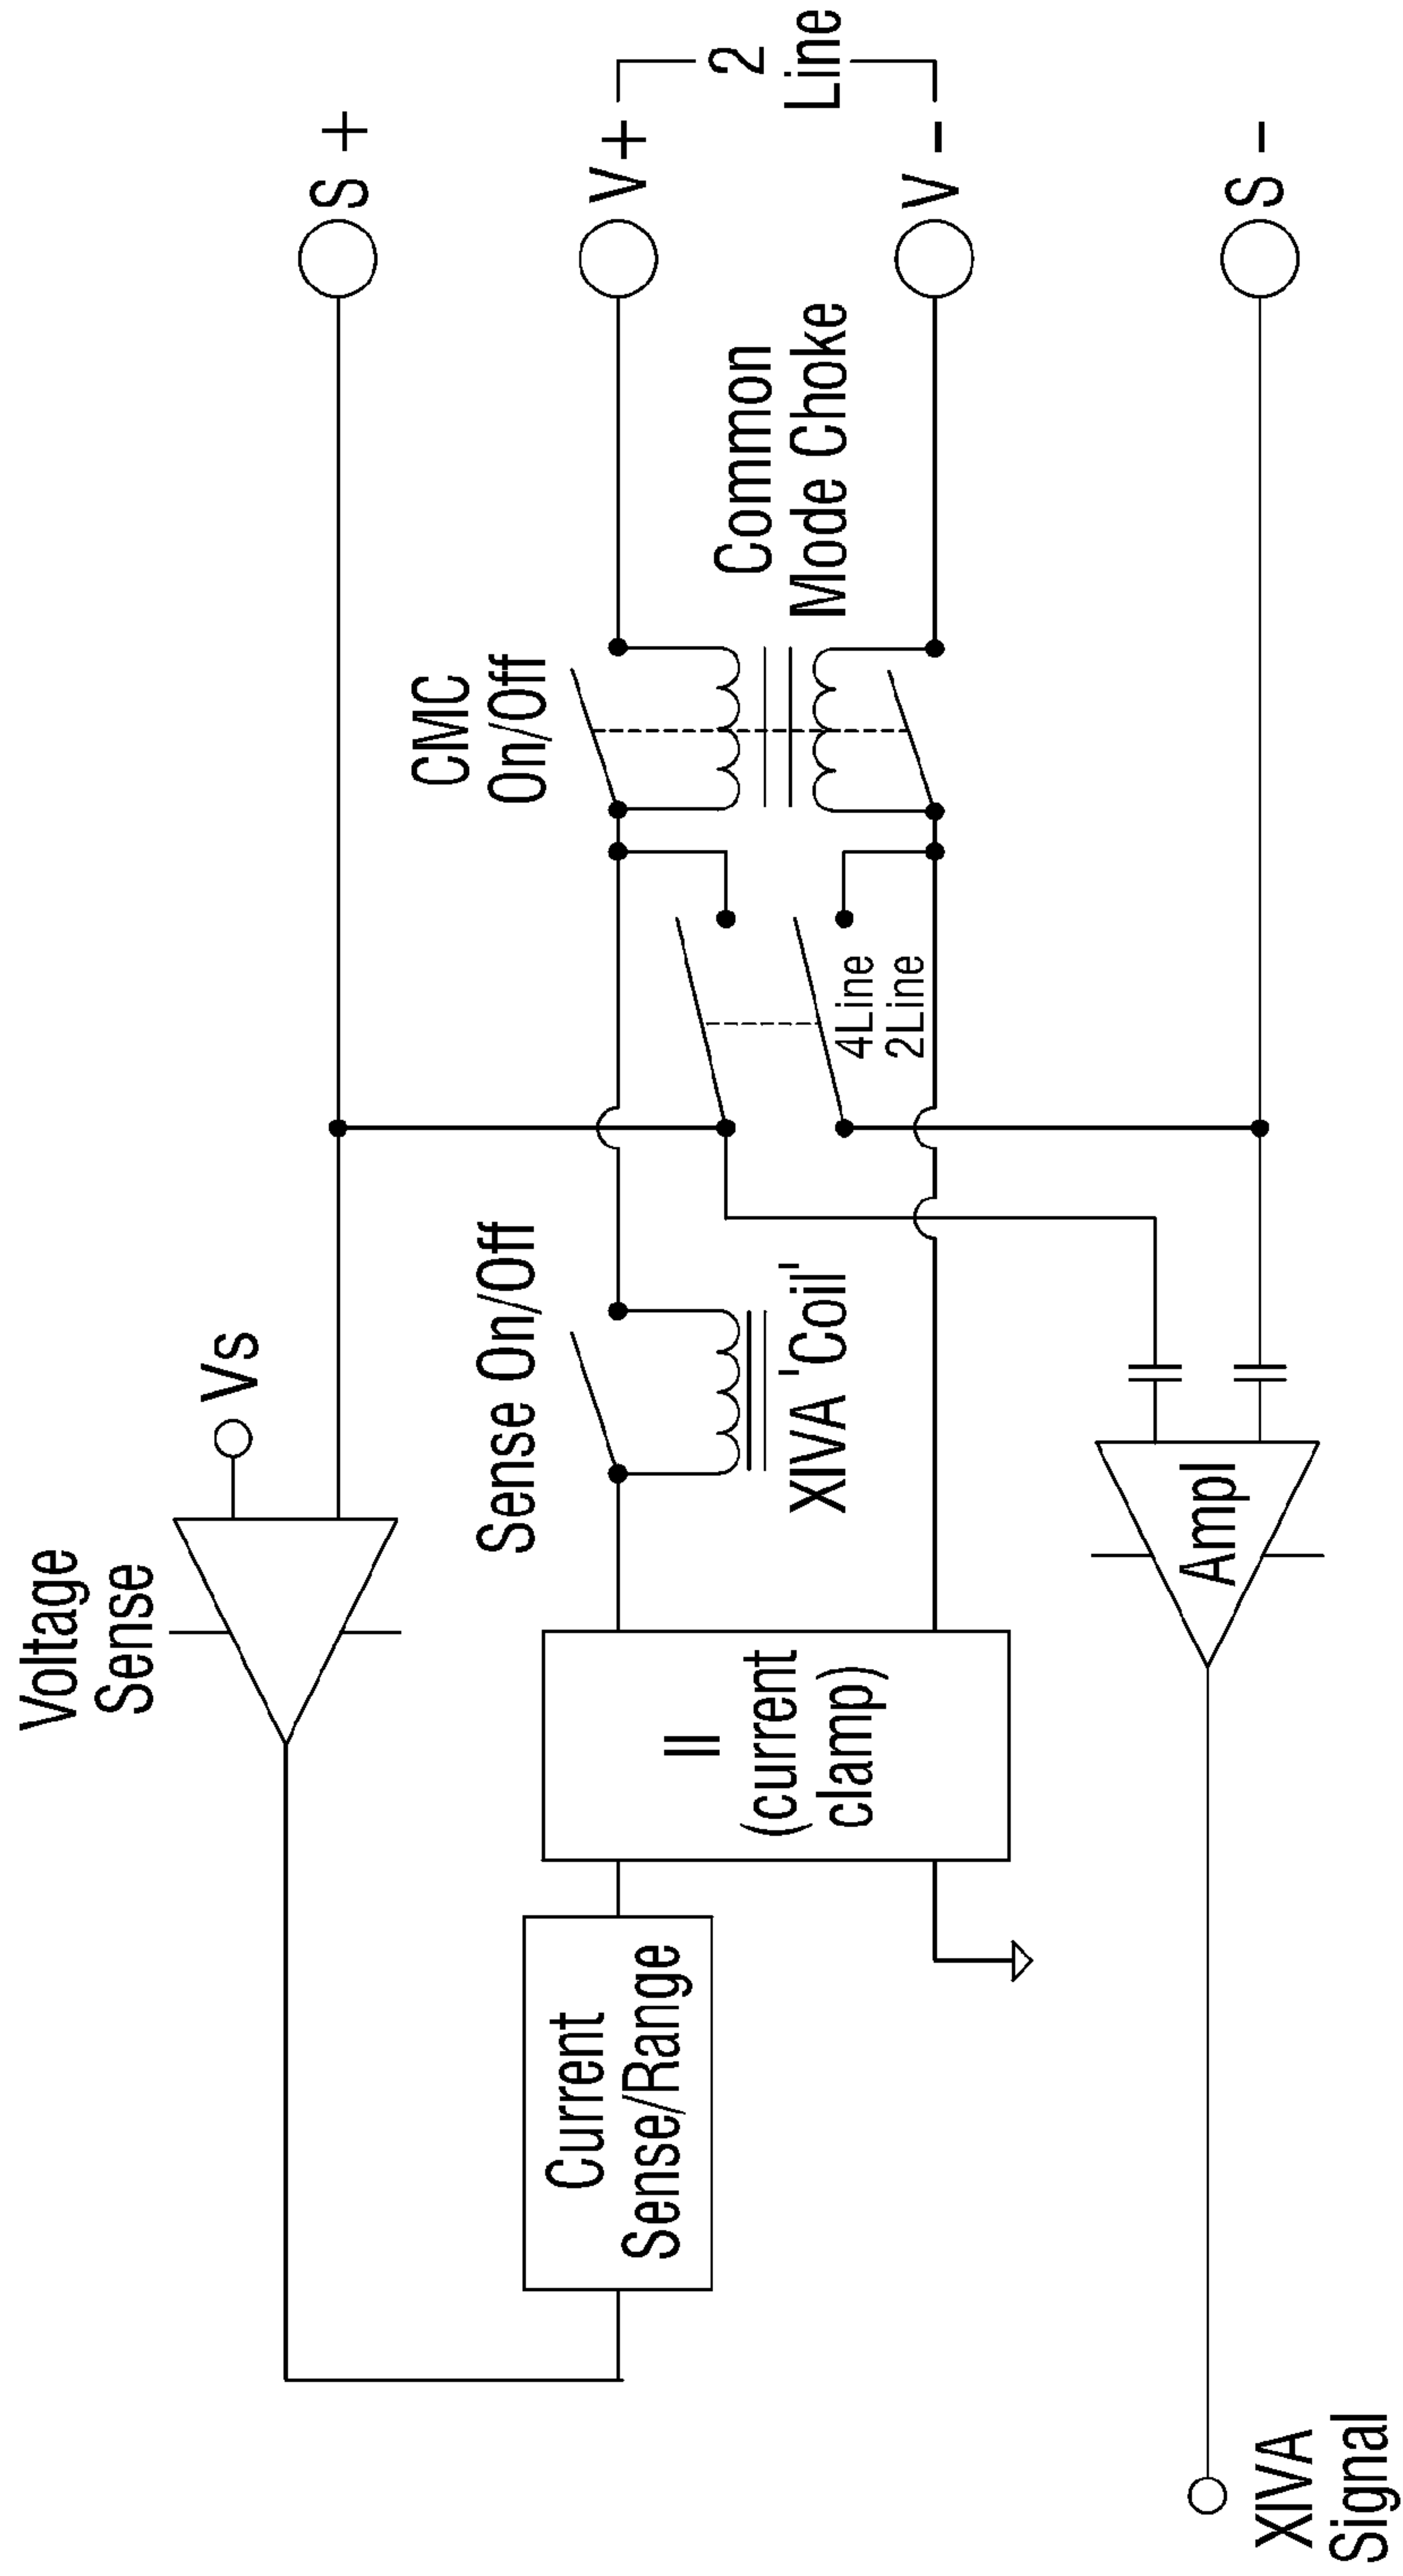 Voltage
Sense
Vs
S +
CMC
On/Off
Sense On/Off
V +
2
Line
Common
Mode Choke
XIVA 'Coil'
4Line
2Line
V -
Current
Sense/Range
II
(current
clamp)
Ampl
S -
XIVA
Signal